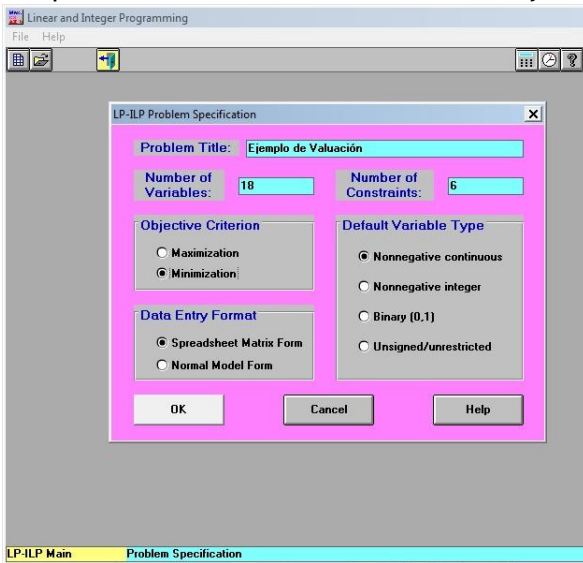 Linear and Integer Programming
File Help
LP-ILP Problem Specification
Problem Title: Ejemplo de Valuación
Number of Variables: 18
Number of Constraints: 6
Objective Criterion
Maximization
Minimization
Default Variable Type
Nonnegative continuous
Nonnegative integer
Binary (0,1)
Unsigned/unrestricted
Data Entry Format
Spreadsheet Matrix Form
Normal Model Form
OK Cancel Help
LP-ILP Main Problem Specification